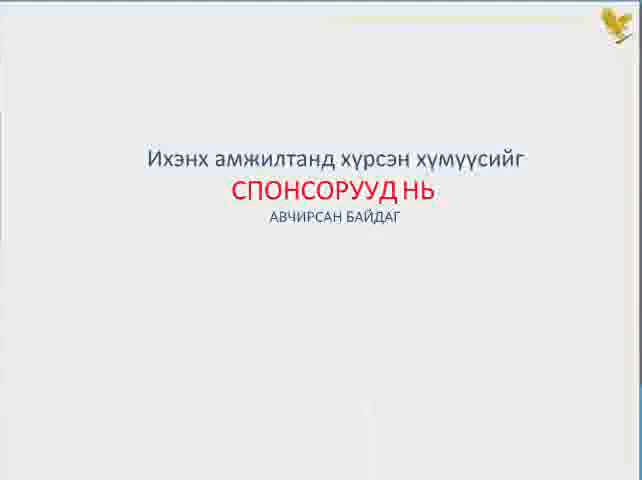 Ихэнх амжилтанд хүрсэн хүмүүсийг
СПОНСОРУУД НЬ
АВЧИРСАН БАЙДАГ